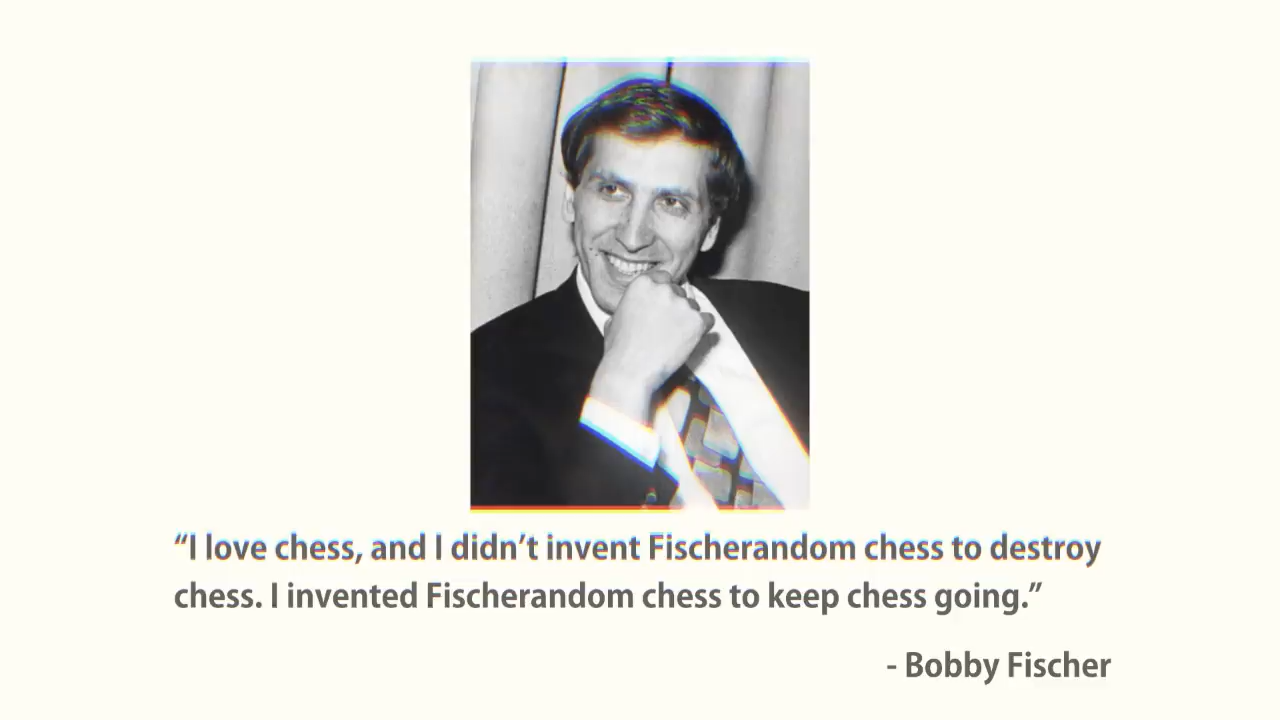 “I love chess, and I didn’t invent Fischerandom chess to destroy
chess. I invented Fischerandom chess to keep chess going.”
- Bobby Fischer